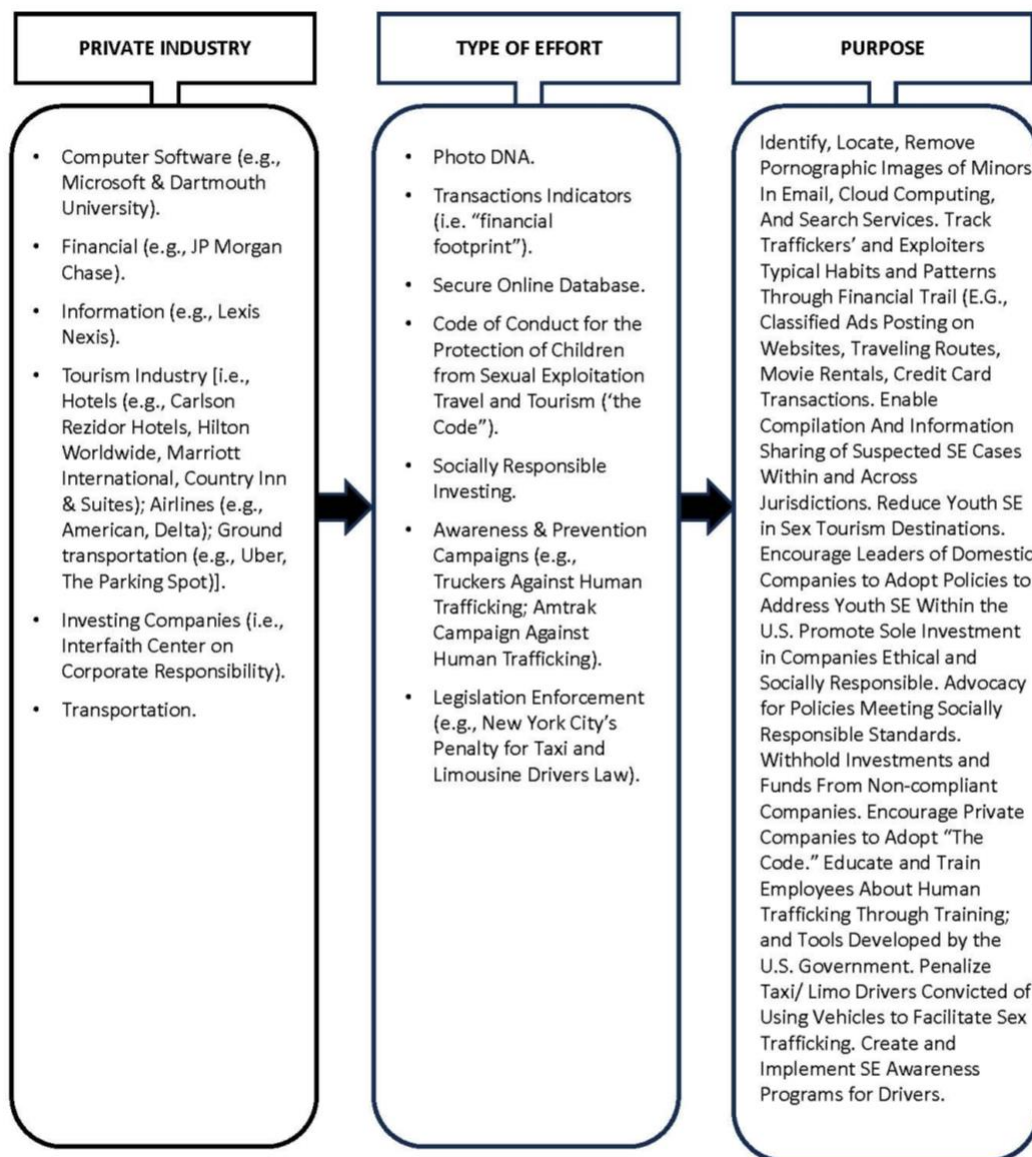 PRIVATE INDUSTRY
• Computer Software (e.g.,
Microsoft & Dartmouth
University).
• Financial (e.g., JP Morgan
Chase).
• Information (e.g., Lexis
Nexis).
• Tourism Industry [i.e.,
Hotels (e.g., Carlson
Rezidor Hotels, Hilton
Worldwide, Marriott
International, Country Inn
& Suites); Airlines (e.g.,
American, Delta); Ground
transportation (e.g., Uber,
The Parking Spot)].
• Investing Companies (i.e.,
Interfaith Center on
Corporate Responsibility).
• Transportation.
TYPE OF EFFORT
• Photo DNA.
• Transactions Indicators
(i.e. “financial
footprint”).
• Secure Online Database.
• Code of Conduct for the
Protection of Children
from Sexual Exploitation
Travel and Tourism (‘the
Code”).
• Socially Responsible
Investing.
• Awareness & Prevention
Campaigns (e.g.,
Truckers Against Human
Trafficking; Amtrak
Campaign Against
Human Trafficking).
• Legislation Enforcement
(e.g., New York City’s
Penalty for Taxi and
Limousine Drivers Law).
PURPOSE
Identify, Locate, Remove
Pornographic Images of Minors
In Email, Cloud Computing,
And Search Services. Track
Traffickers’ and Exploiters
Typical Habits and Patterns
Through Financial Trail (E.G.,
Classified Ads Posting on
Websites, Traveling Routes,
Movie Rentals, Credit Card
Transactions. Enable
Compilation And Information
Sharing of Suspected SE Cases
Within and Across
Jurisdictions. Reduce Youth SE
in Sex Tourism Destinations.
Encourage Leaders of Domestic
Companies to Adopt Policies to
Address Youth SE Within the
U.S. Promote Sole Investment
in Companies Ethical and
Socially Responsible. Advocacy
for Policies Meeting Socially
Responsible Standards.
Withhold Investments and
Funds From Non-compliant
Companies. Encourage Private
Companies to Adopt “The
Code.” Educate and Train
Employees About Human
Trafficking Through Training;
and Tools Developed by the
U.S. Government. Penalize
Taxi/ Limo Drivers Convicted of
Using Vehicles to Facilitate Sex
Trafficking. Create and
Implement SE Awareness
Programs for Drivers.